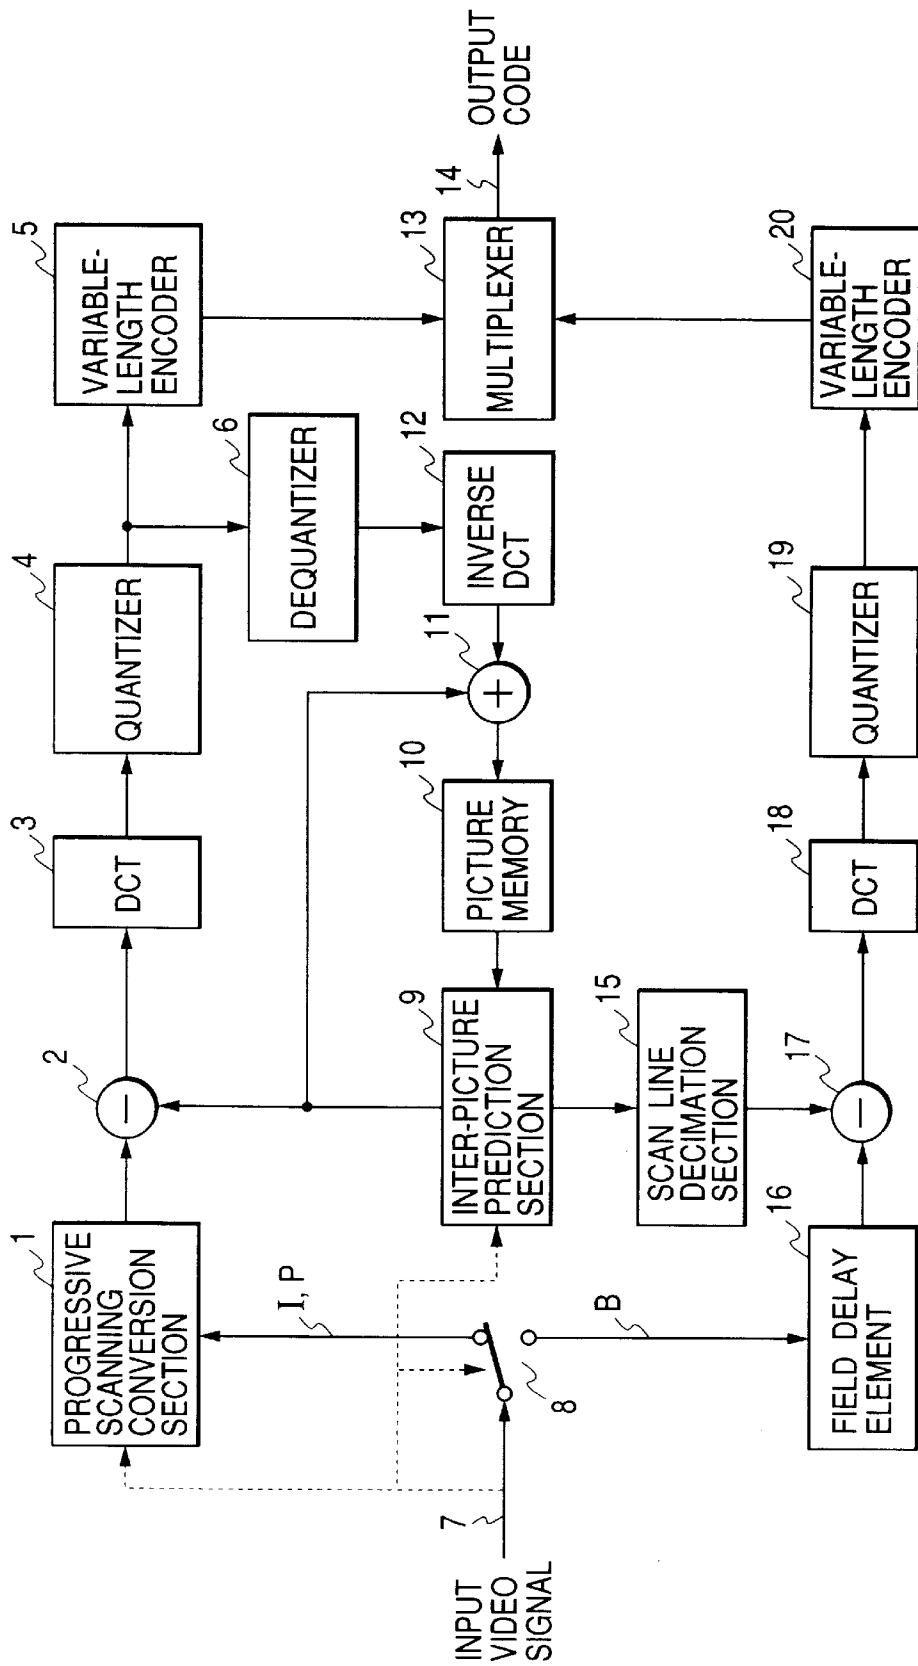 1
PROGRESSIVE
SCANNING
CONVERSION
SECTION
2
−
3
DCT
4
QUANTIZER
5
VARIABLE-
LENGTH
ENCODER
6
DEQUANTIZER
I, P
7
INPUT
VIDEO
SIGNAL
8
9
INTER-PICTURE
PREDICTION
SECTION
10
PICTURE
MEMORY
11
+
12
INVERSE
DCT
13
MULTIPLEXER
14
OUTPUT
CODE
B
15
SCAN LINE
DECIMATION
SECTION
16
FIELD DELAY
ELEMENT
17
−
18
DCT
19
QUANTIZER
20
VARIABLE-
LENGTH
ENCODER